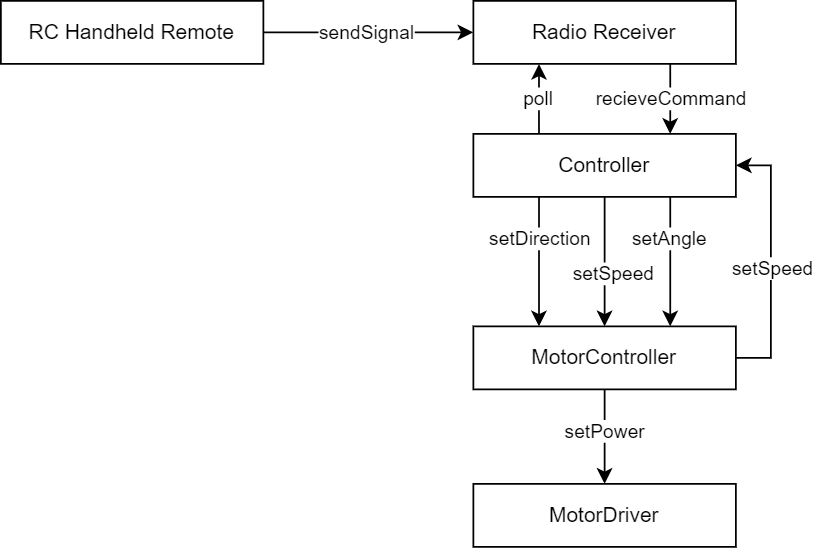 RC Handheld Remote
sendSignal
Radio Receiver
poll
recieveCommand
Controller
setDirection
setAngle
setSpeed
setSpeed
MotorController
setPower
MotorDriver